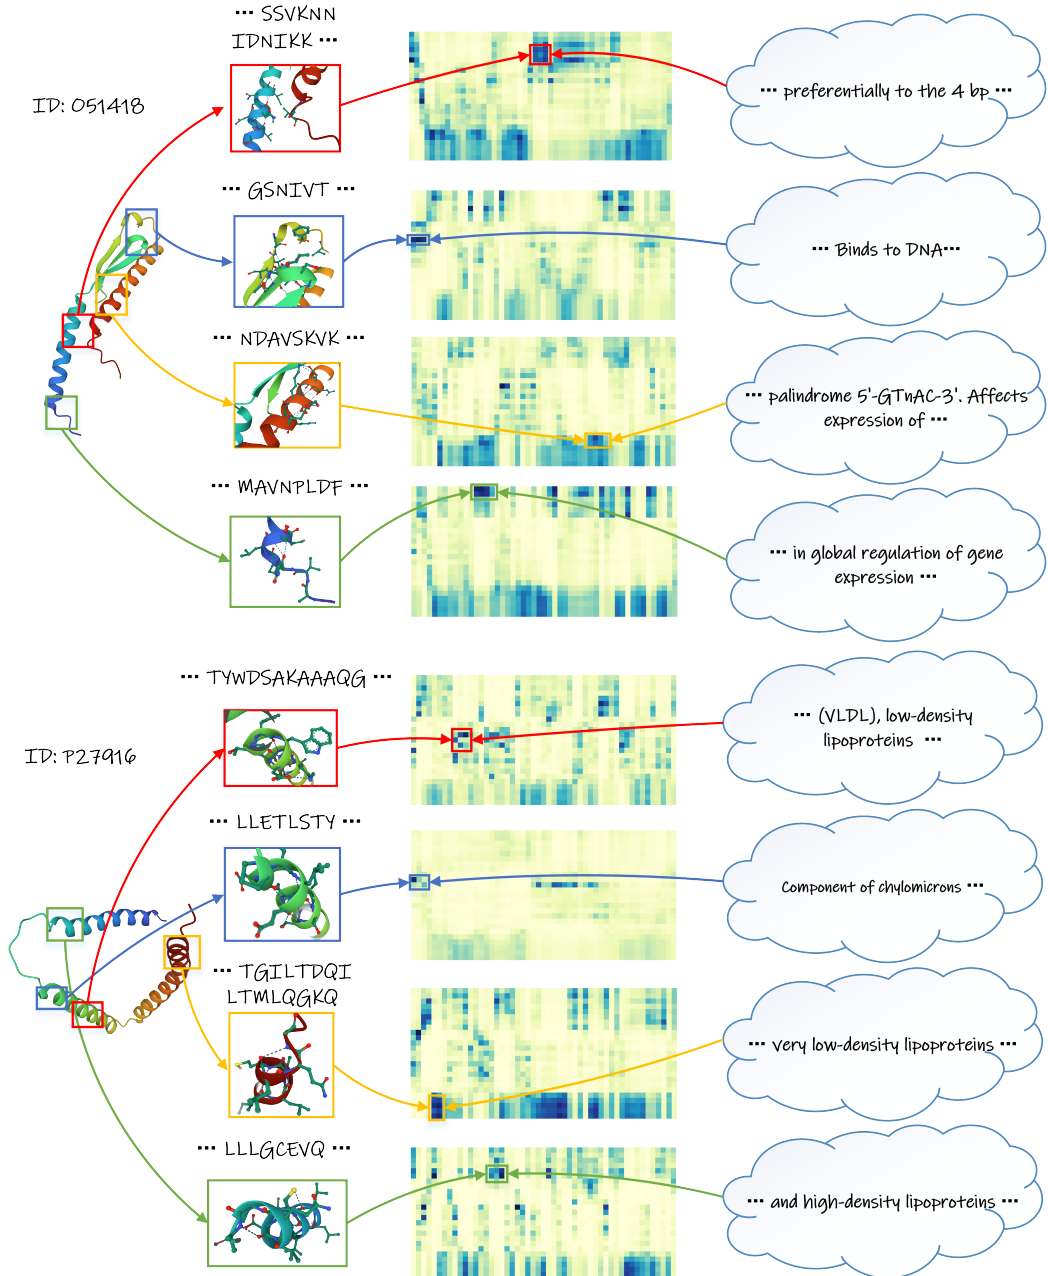 ··· SSVKNN
IDNIKK ···
ID: O51418
··· preferentially to the 4 bp ···
··· GSNIVT ···
··· Binds to DNA···
··· NDAVSKVK ···
··· palindrome 5'-GTnAC-3'. Affects
expression of ···
··· MAVNPLDF ···
··· in global regulation of gene
expression ···
··· TYWDSAKAAAQG ···
ID: P27916
··· (VLDL), low-density
lipoproteins ···
··· LLETLSTY ···
Component of chylomicrons ···
··· TGILTDQI
LTMLQGKQ
··· very low-density lipoproteins ···
··· LLLGCEVQ ···
··· and high-density lipoproteins ···